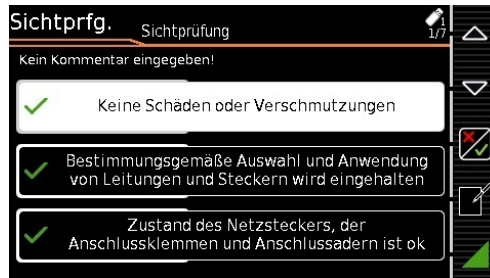 Sichtprfg.
Sichtprüfung
1
1/7
Kein Kommentar eingegeben!
Keine Schäden oder Verschmutzungen
Bestimmungsgemäße Auswahl und Anwendung
von Leitungen und Steckern wird eingehalten
Zustand des Netzsteckers, der
Anschlussklemmen und Anschlussadern ist ok